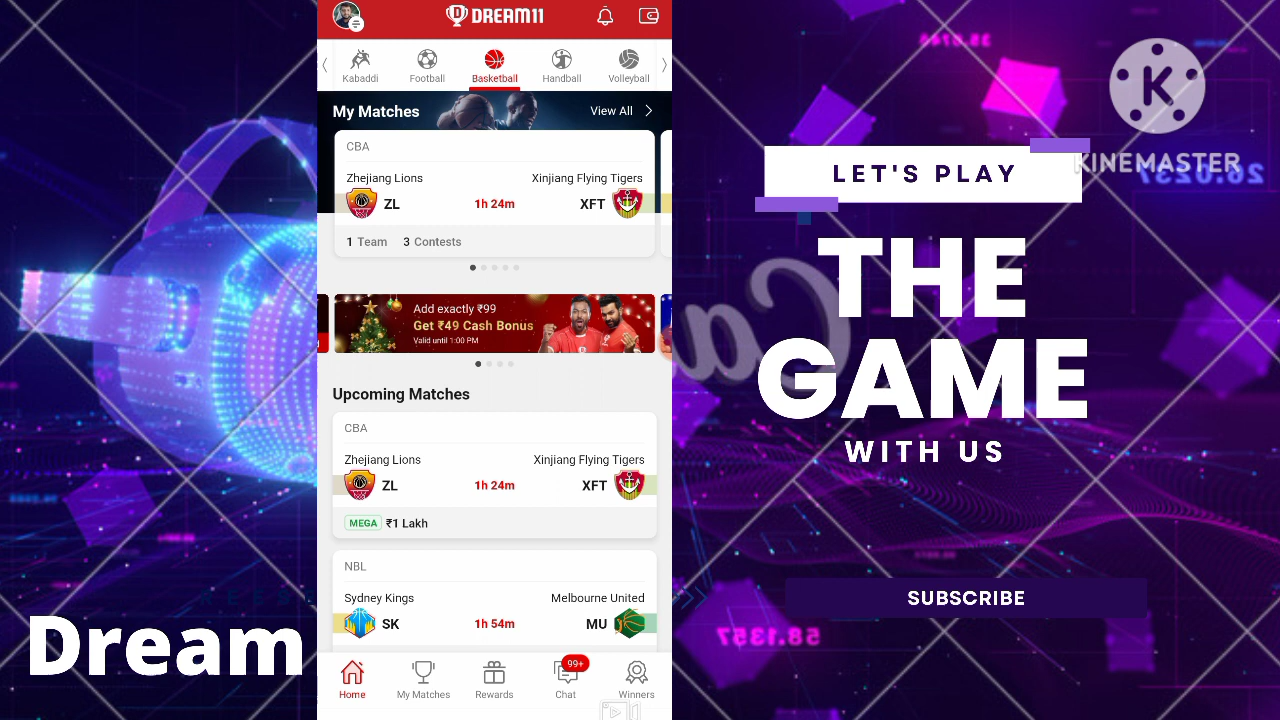 DREAM11
Kabaddi
Football
Basketball
Handball
Volleyball
My Matches
View All
CBA
Zhejiang Lions
Xinjiang Flying Tigers
ZL
1h 24m
XFT
1 Team
3 Contests
Add exactly ₹99
Get ₹49 Cash Bonus
Valid until 1:00 PM
Upcoming Matches
CBA
Zhejiang Lions
Xinjiang Flying Tigers
ZL
1h 24m
XFT
MEGA ₹1 Lakh
NBL
Sydney Kings
Melbourne United
SK
1h 54m
MU
99+
Home
My Matches
Rewards
Chat
Winners
Dream
K
KINEMASTER
LET'S PLAY
THE
GAME
WITH US
SUBSCRIBE
58.1357